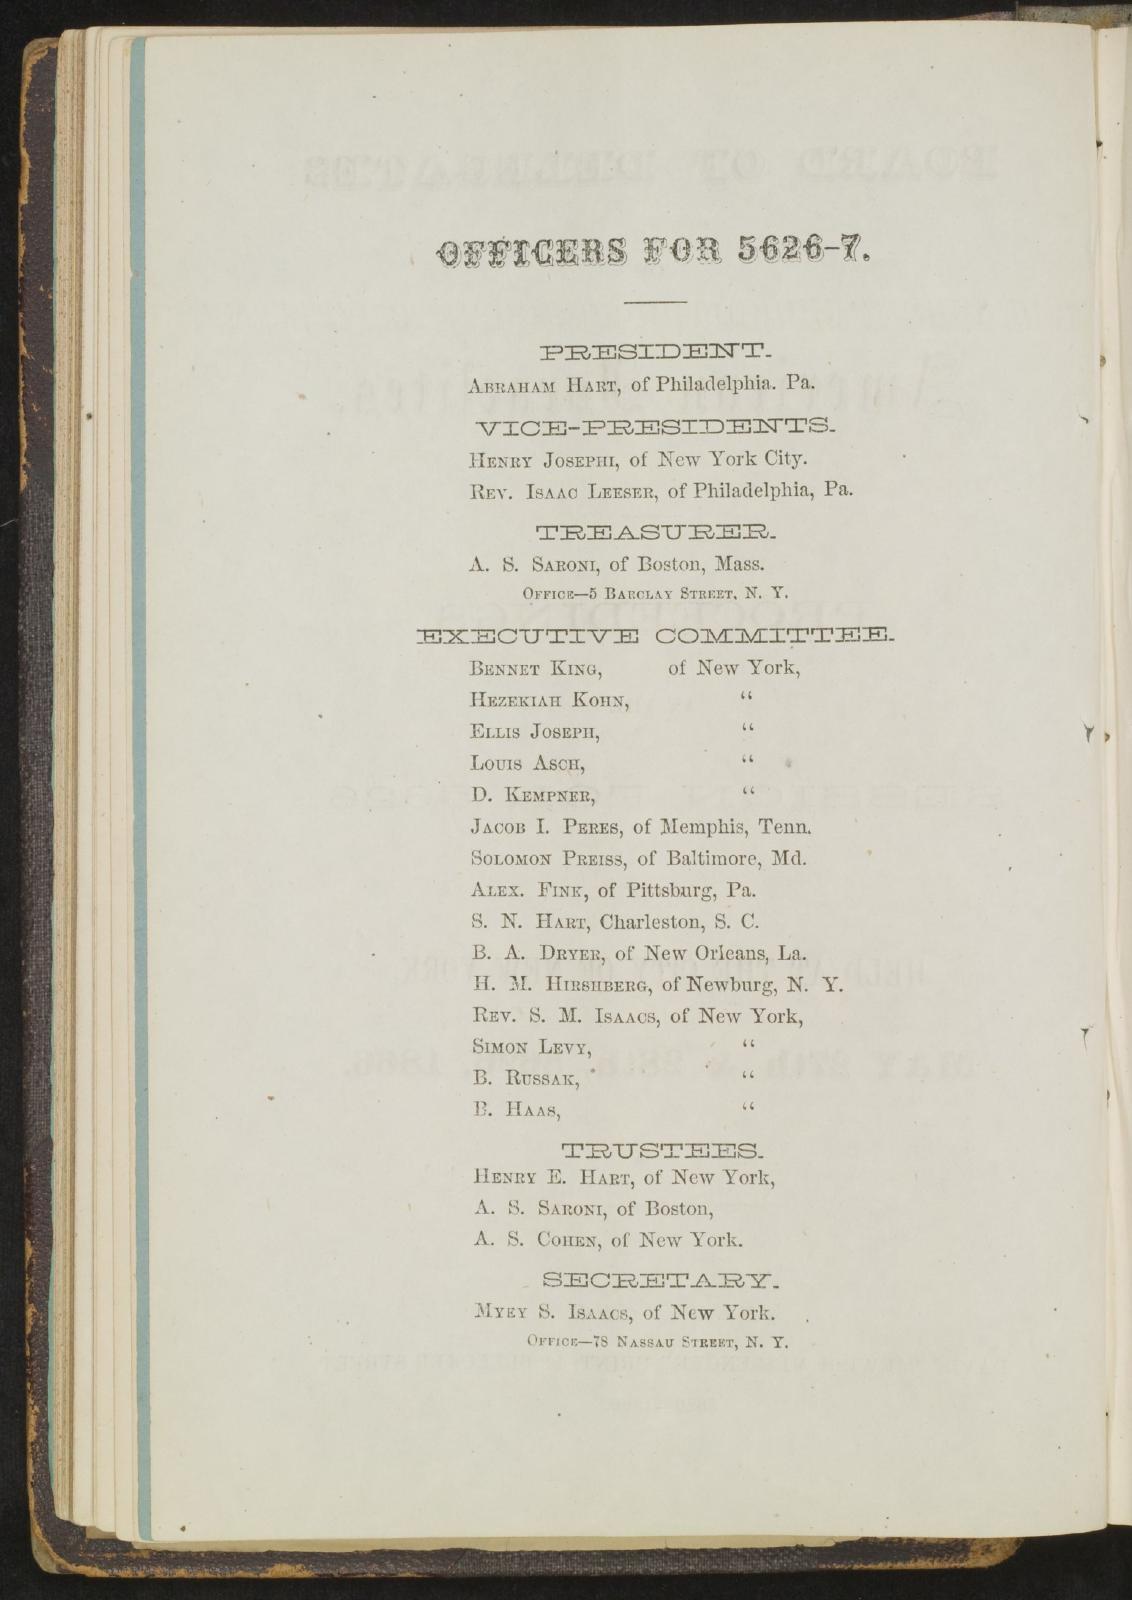 OFFICERS FOR 5626-7.
PRESIDENT.
ABRAHAM HART, of Philadelphia. Pa.
VICE-PRESIDENTS.
HENRY JOSEPHI, of New York City.
REV. ISAAC LEESER, of Philadelphia, Pa.
TREASURER.
A. S. SARONI, of Boston, Mass.
OFFICE—5 BARCLAY STREET, N. Y.
EXECUTIVE COMMITTEE.
BENNET KING, of New York,
HEZEKIAH KOHN, “
ELLIS JOSEPH, “
LOUIS ASCH, “
D. KEMPNER, “
JACOB I. PERES, of Memphis, Tenn.
SOLOMON PREISS, of Baltimore, Md.
ALEX. FINK, of Pittsburg, Pa.
S. N. HART, Charleston, S. C.
B. A. DRYER, of New Orleans, La.
H. M. HIRSHBERG, of Newburg, N. Y.
REV. S. M. ISAACS, of New York,
SIMON LEVY, “
B. RUSSAK, “
B. HAAS, “
TRUSTEES.
HENRY E. HART, of New York,
A. S. SARONI, of Boston,
A. S. COHEN, of New York.
SECRETARY.
MYEY S. ISAACS, of New York.
OFFICE—78 NASSAU STREET, N. Y.